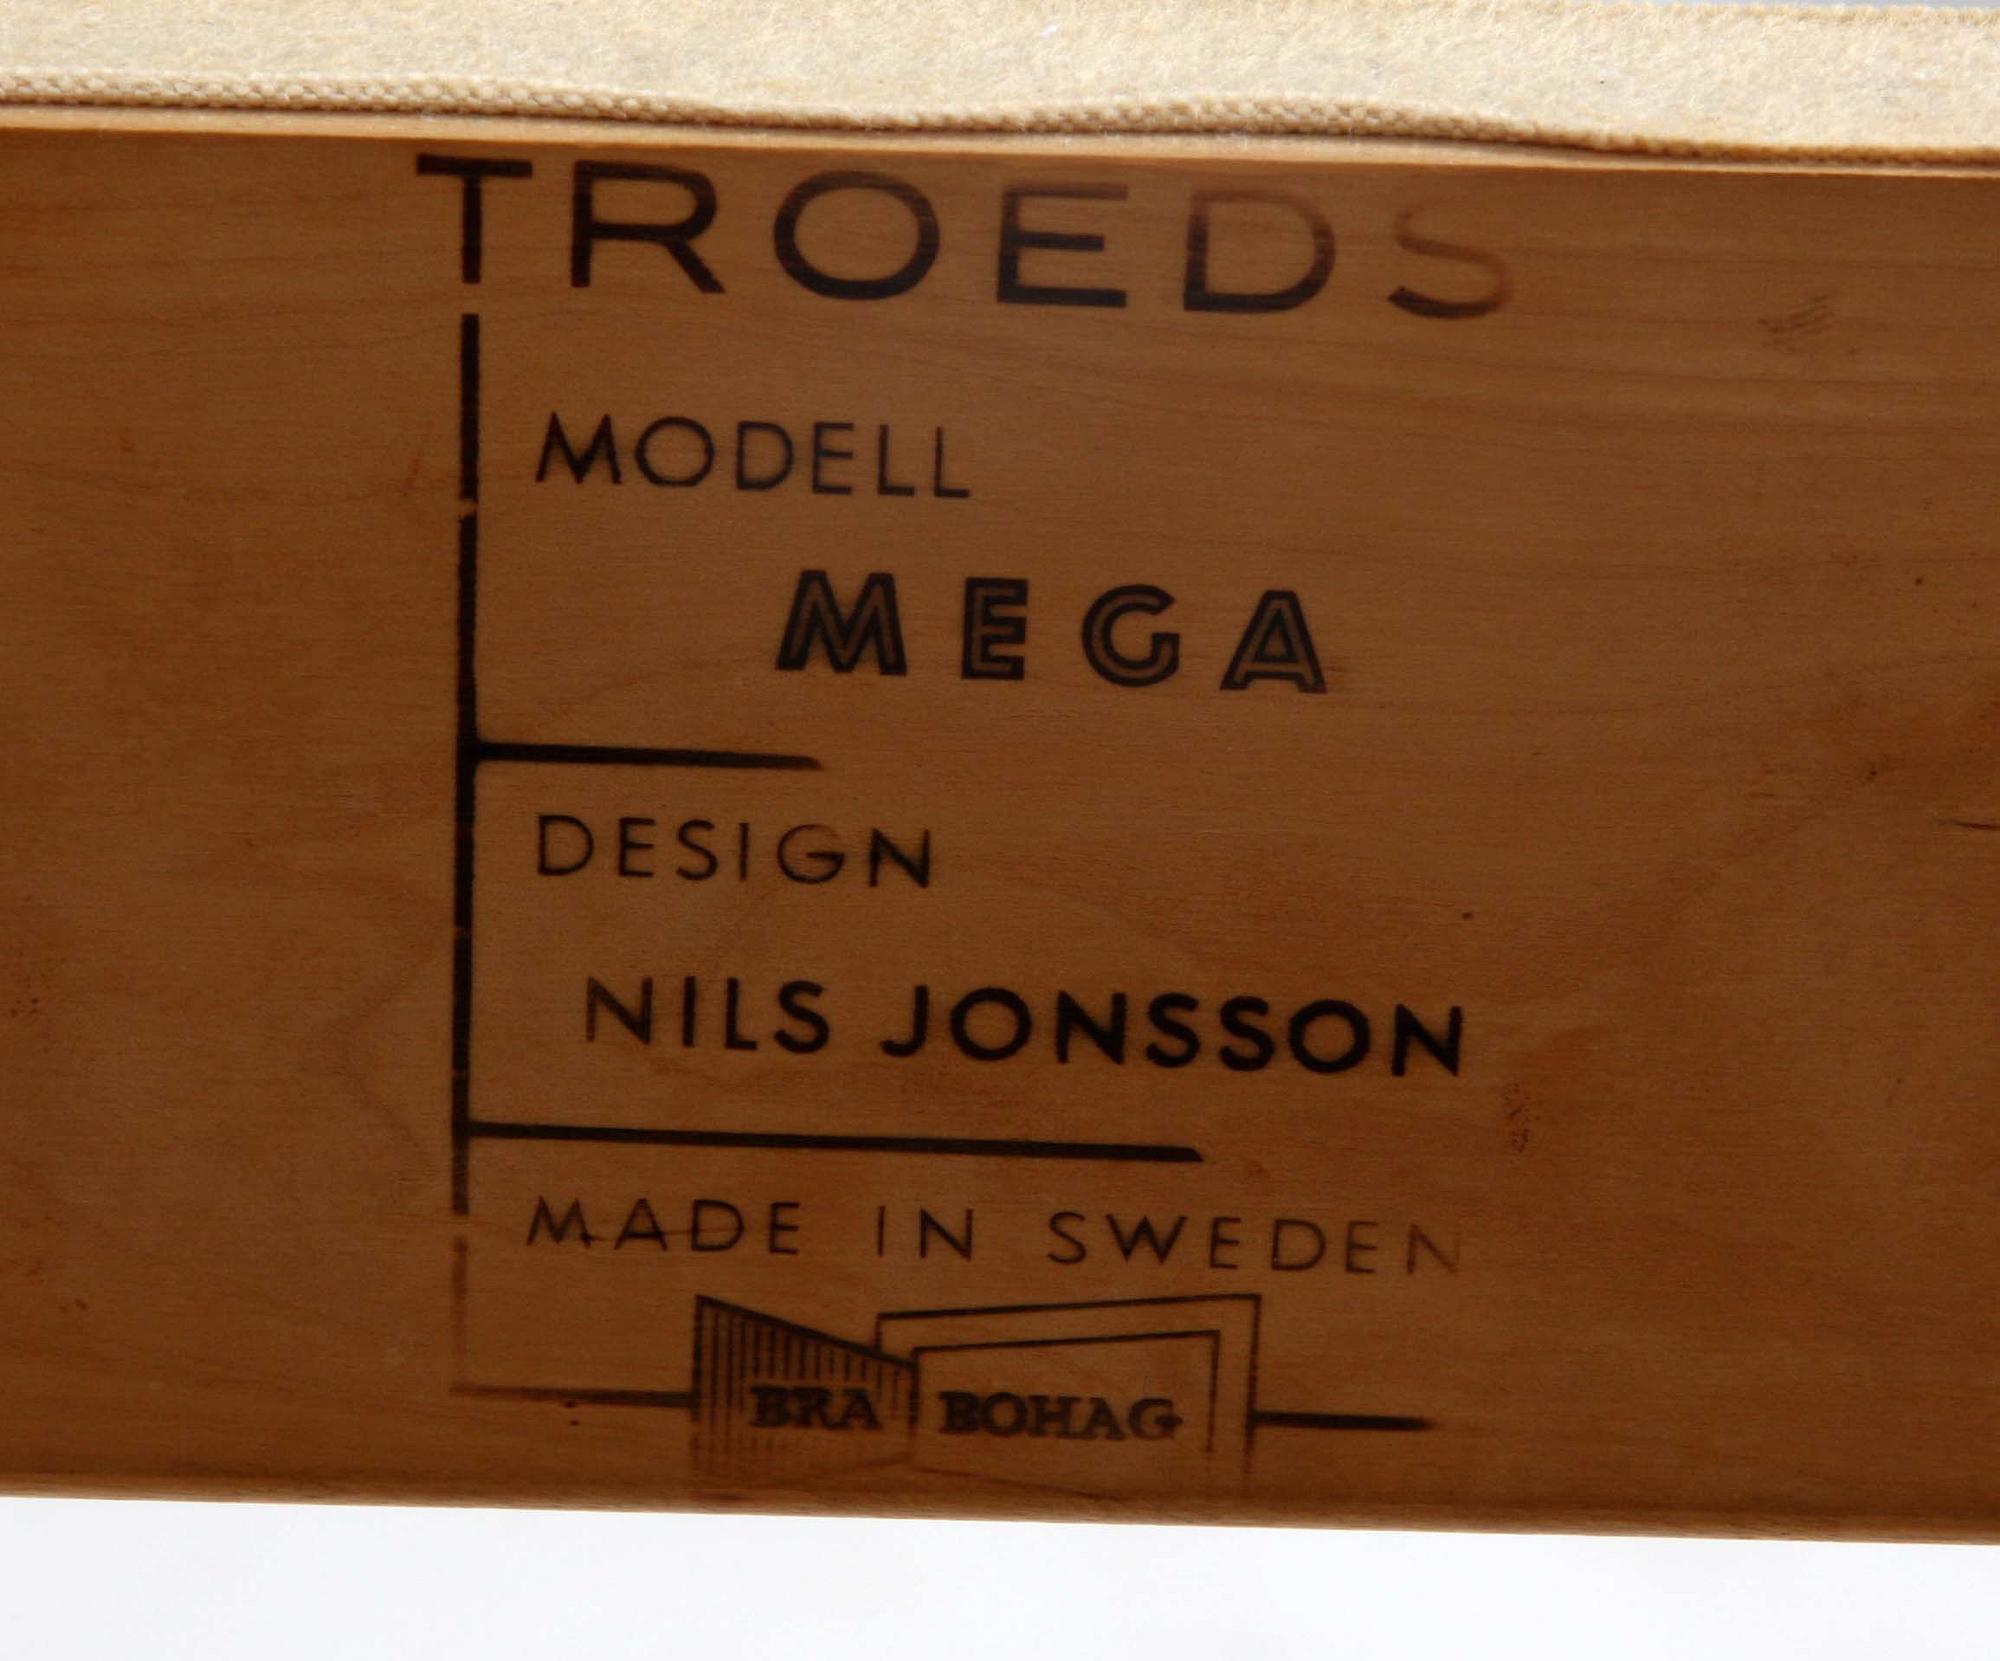 TROEDS
MODELL
MEGA
DESIGN
NILS JONSSON
MADE IN SWEDEN
BRA BOHAG